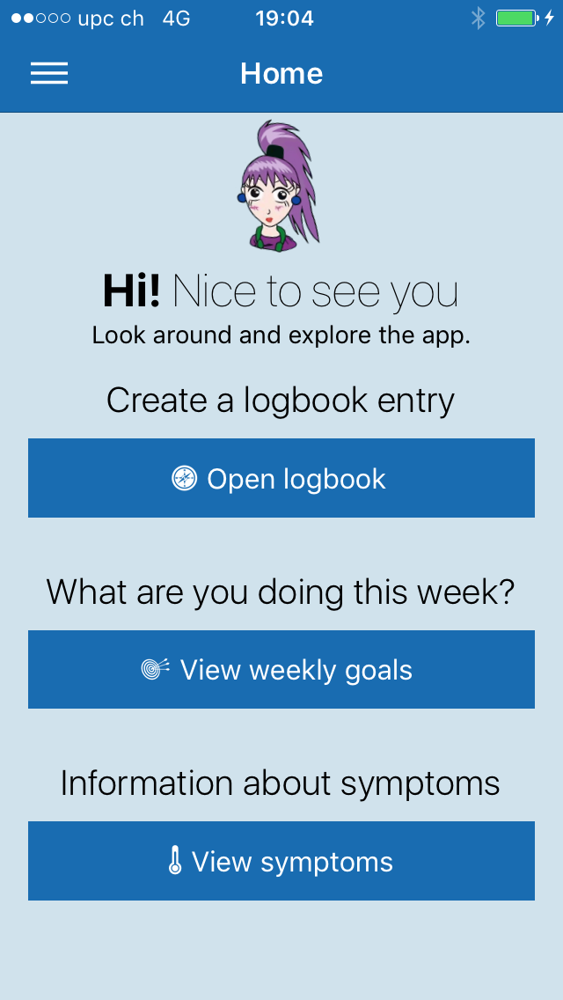 upc ch 4G 19:04
Home
Hi! Nice to see you
Look around and explore the app.
Create a logbook entry
Open logbook
What are you doing this week?
View weekly goals
Information about symptoms
View symptoms